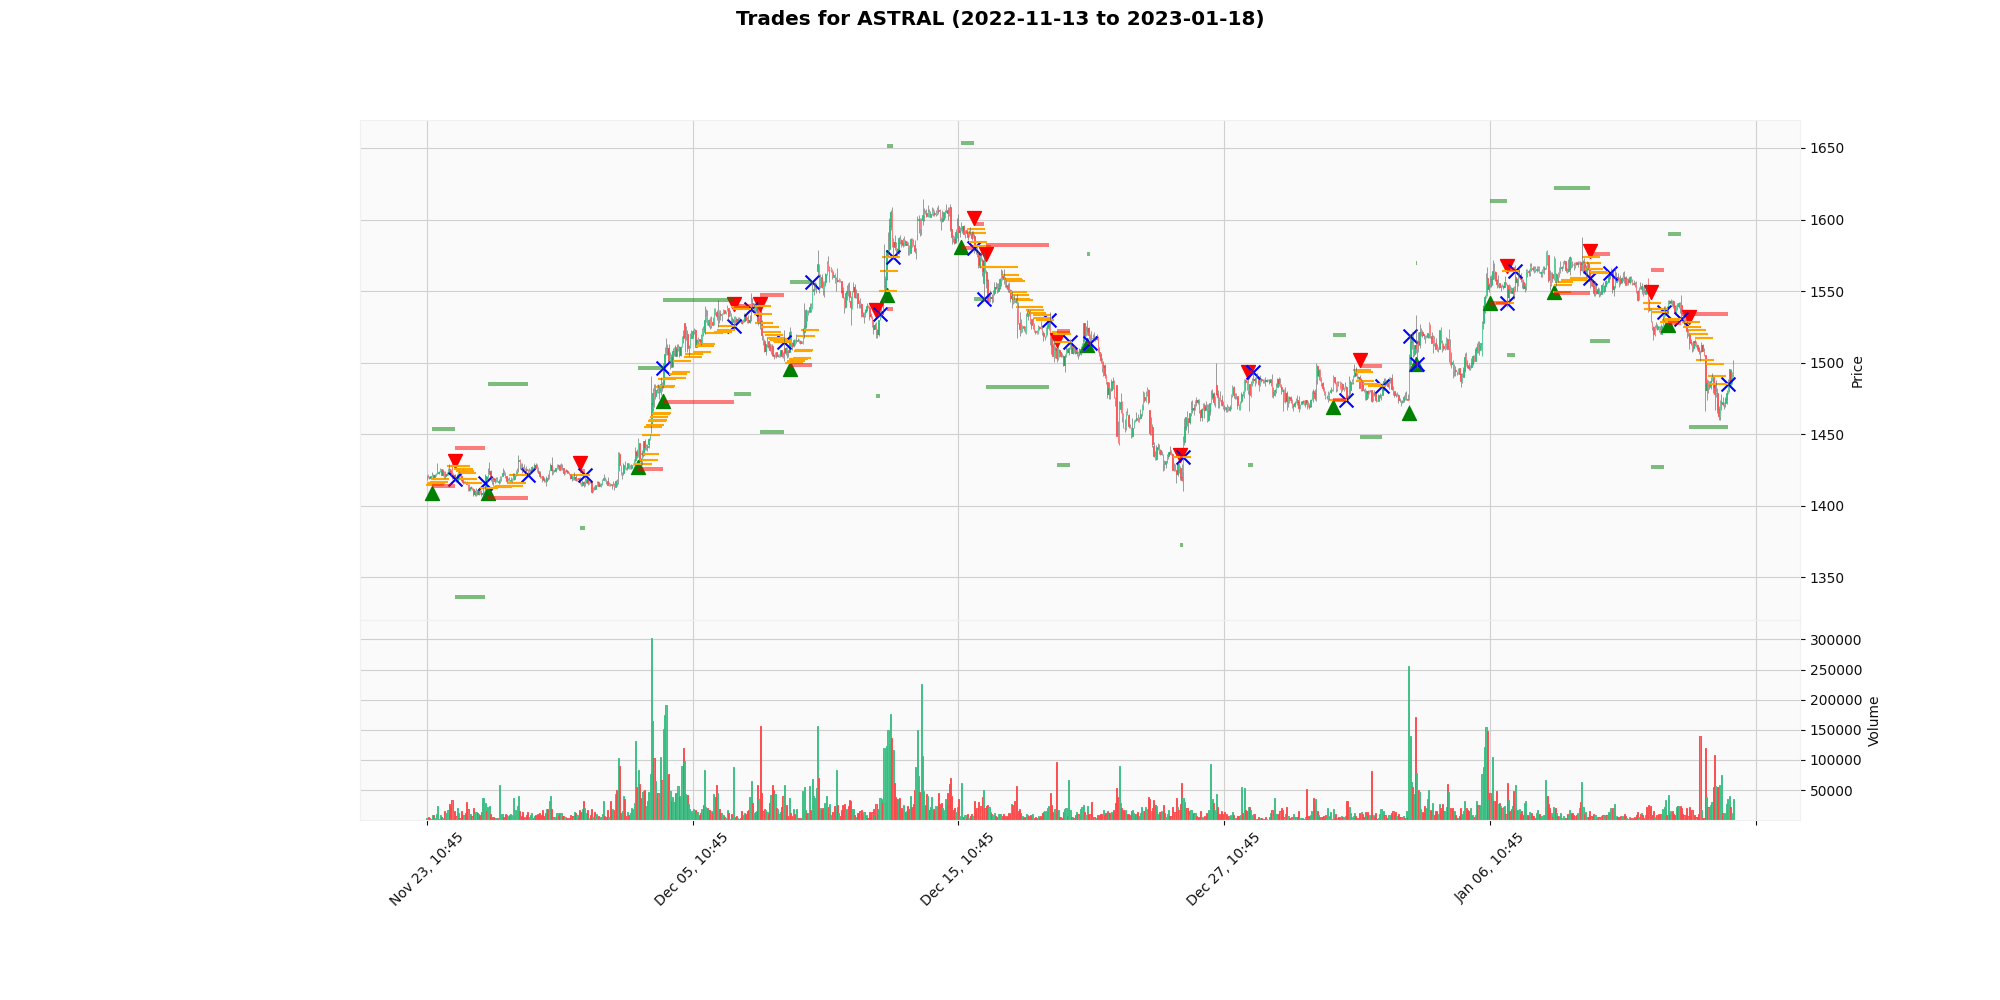 Trades for ASTRAL (2022-11-13 to 2023-01-18)
1650
1600
1550
1500
1450
1400
1350
Price
300000
250000
200000
150000
100000
50000
Volume
Nov 23, 10:45
Dec 05, 10:45
Dec 15, 10:45
Dec 27, 10:45
Jan 06, 10:45